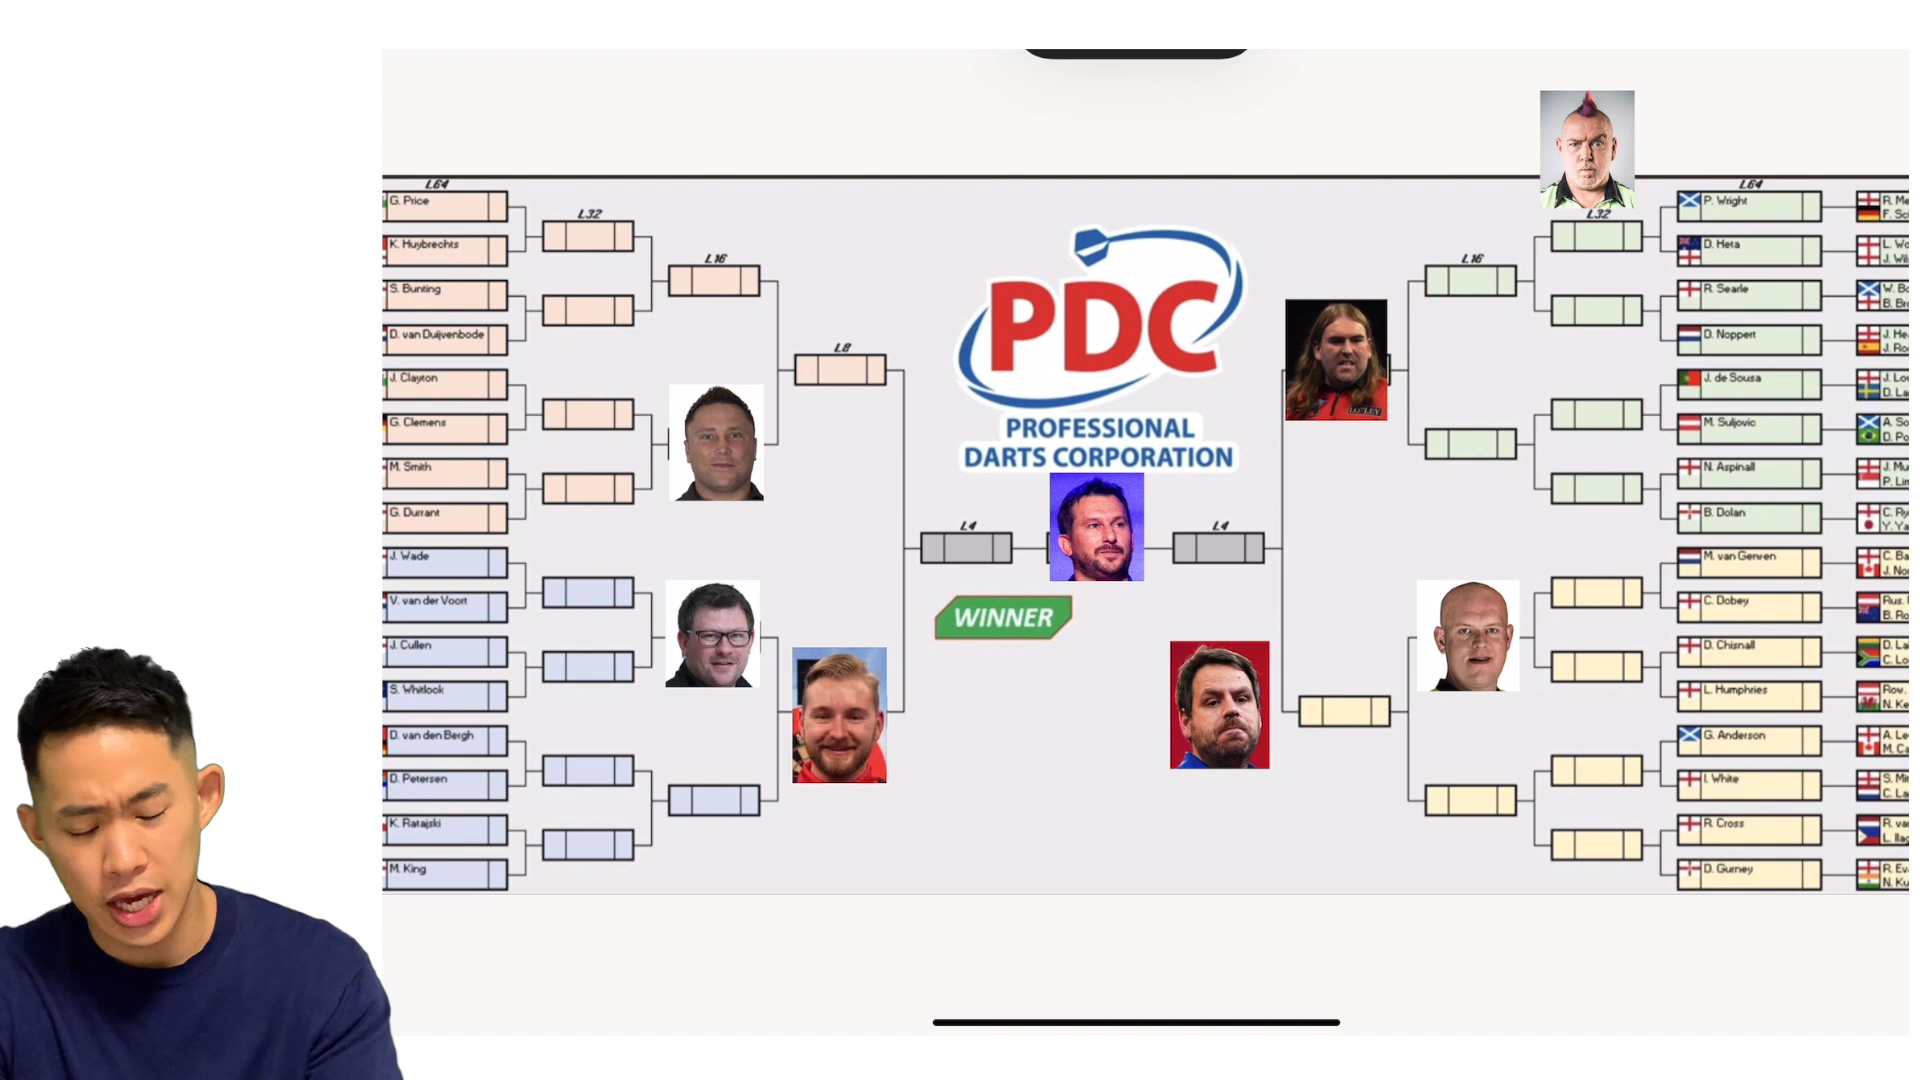 L64
G. Price
K. Huybrechts
S. Bunting
D. van Duijvenbode
J. Clayton
G. Clemens
M. Smith
G. Durrant
J. Wade
V. van der Voort
J. Cullen
S. Whitlock
D. van den Bergh
D. Petersen
K. Ratajski
M. King
L32
L16
L8
L4
PDC
PROFESSIONAL
DARTS CORPORATION
WINNER
L4
L16
L32
L64
P. Wright
D. Heta
R. Searle
D. Noppert
J. de Sousa
M. Suljovic
N. Aspinall
B. Dolan
M. van Gerwen
C. Dobey
D. Chisnall
L. Humphries
G. Anderson
I. White
R. Cross
D. Gurney